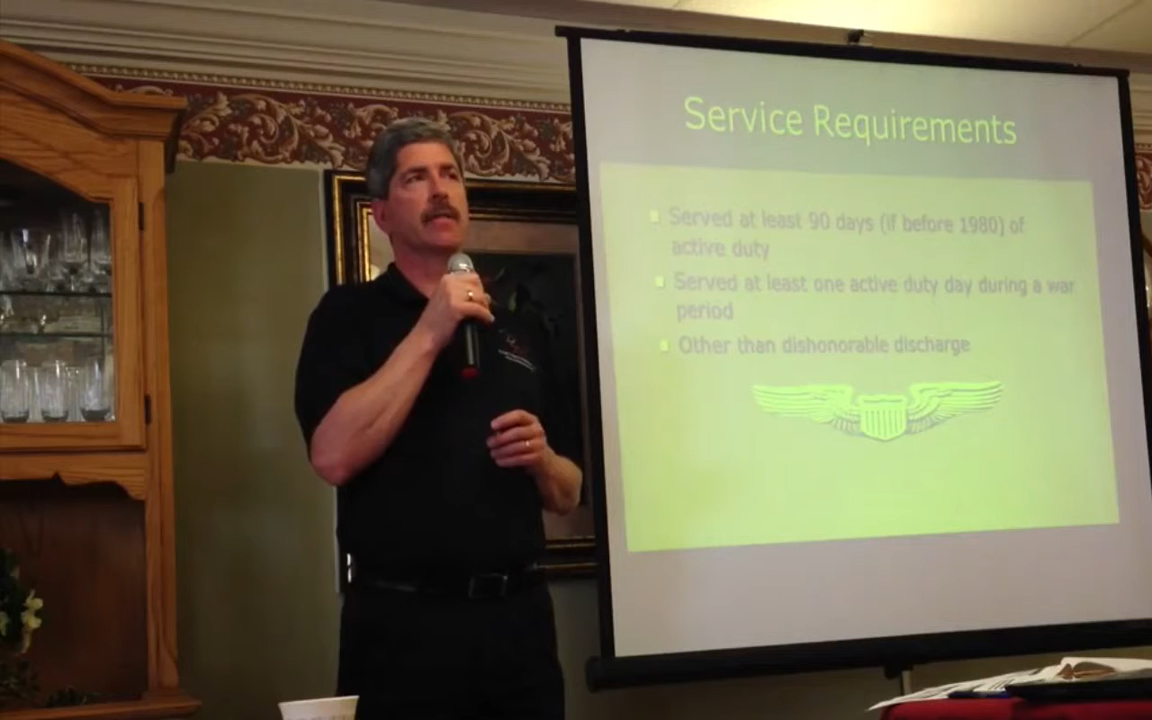 Service Requirements
Served at least 90 days (if before 1980) of
active duty
Served at least one active duty day during a war
period
Other than dishonorable discharge